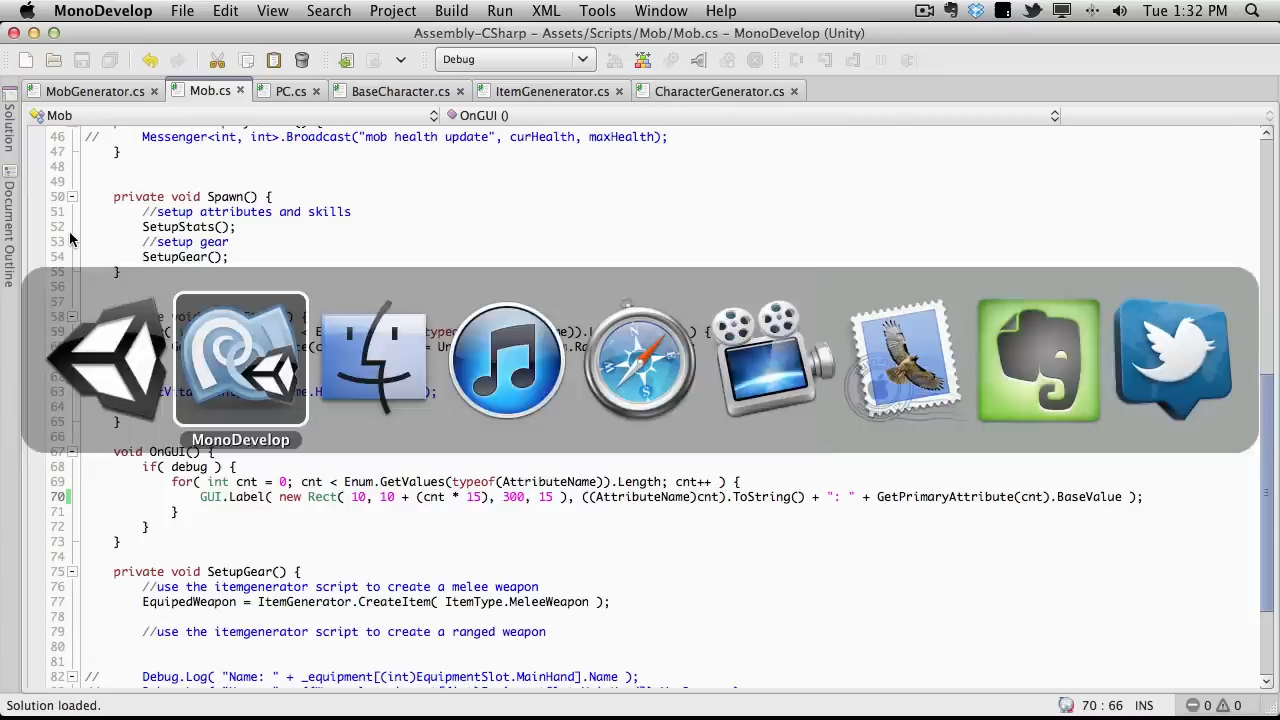 MonoDevelop File Edit View Search Project Build Run XML Tools Window Help Tue 1:32 PM
Assembly-CSharp - Assets/Scripts/Mob/Mob.cs - MonoDevelop (Unity)
Debug
MobGenerator.cs Mob.cs PC.cs BaseCharacter.cs ItemGenenerator.cs CharacterGenerator.cs
Mob OnGUI ()
Solution
Document Outline
46 // Messenger<int, int>.Broadcast("mob health update", curHealth, maxHealth);
47 }
48
49
50 private void Spawn() {
51 //setup attributes and skills
52 SetupStats();
53 //setup gear
54 SetupGear();
55 }
MonoDevelop
67 void OnGUI() {
68 if( debug ) {
69 for( int cnt = 0; cnt < Enum.GetValues(typeof(AttributeName)).Length; cnt++ ) {
70 GUI.Label( new Rect( 10, 10 + (cnt * 15), 300, 15 ), ((AttributeName)cnt).ToString() + ": " + GetPrimaryAttribute(cnt).BaseValue );
71 }
72 }
73 }
74
75 private void SetupGear() {
76 //use the itemgenerator script to create a melee weapon
77 EquipedWeapon = ItemGenerator.CreateItem( ItemType.MeleeWeapon );
78
79 //use the itemgenerator script to create a ranged weapon
80
81
82 // Debug.Log( "Name: " + _equipment[(int)EquipmentSlot.MainHand].Name );
Solution loaded. 70 : 66 INS 0 0